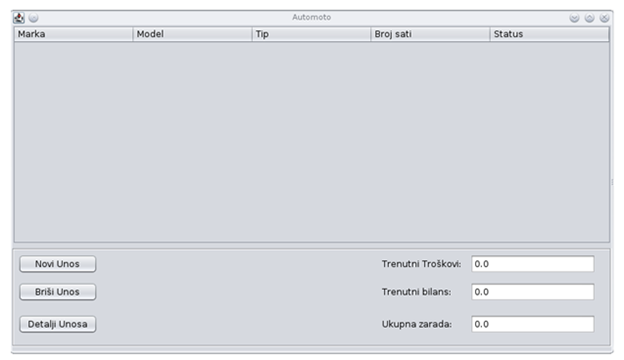 Automoto
Marka Model Tip Broj sati Status
Novi Unos Trenutni Troškovi: 0.0
Briši Unos Trenutni bilans: 0.0
Detalji Unosa Ukupna zarada: 0.0